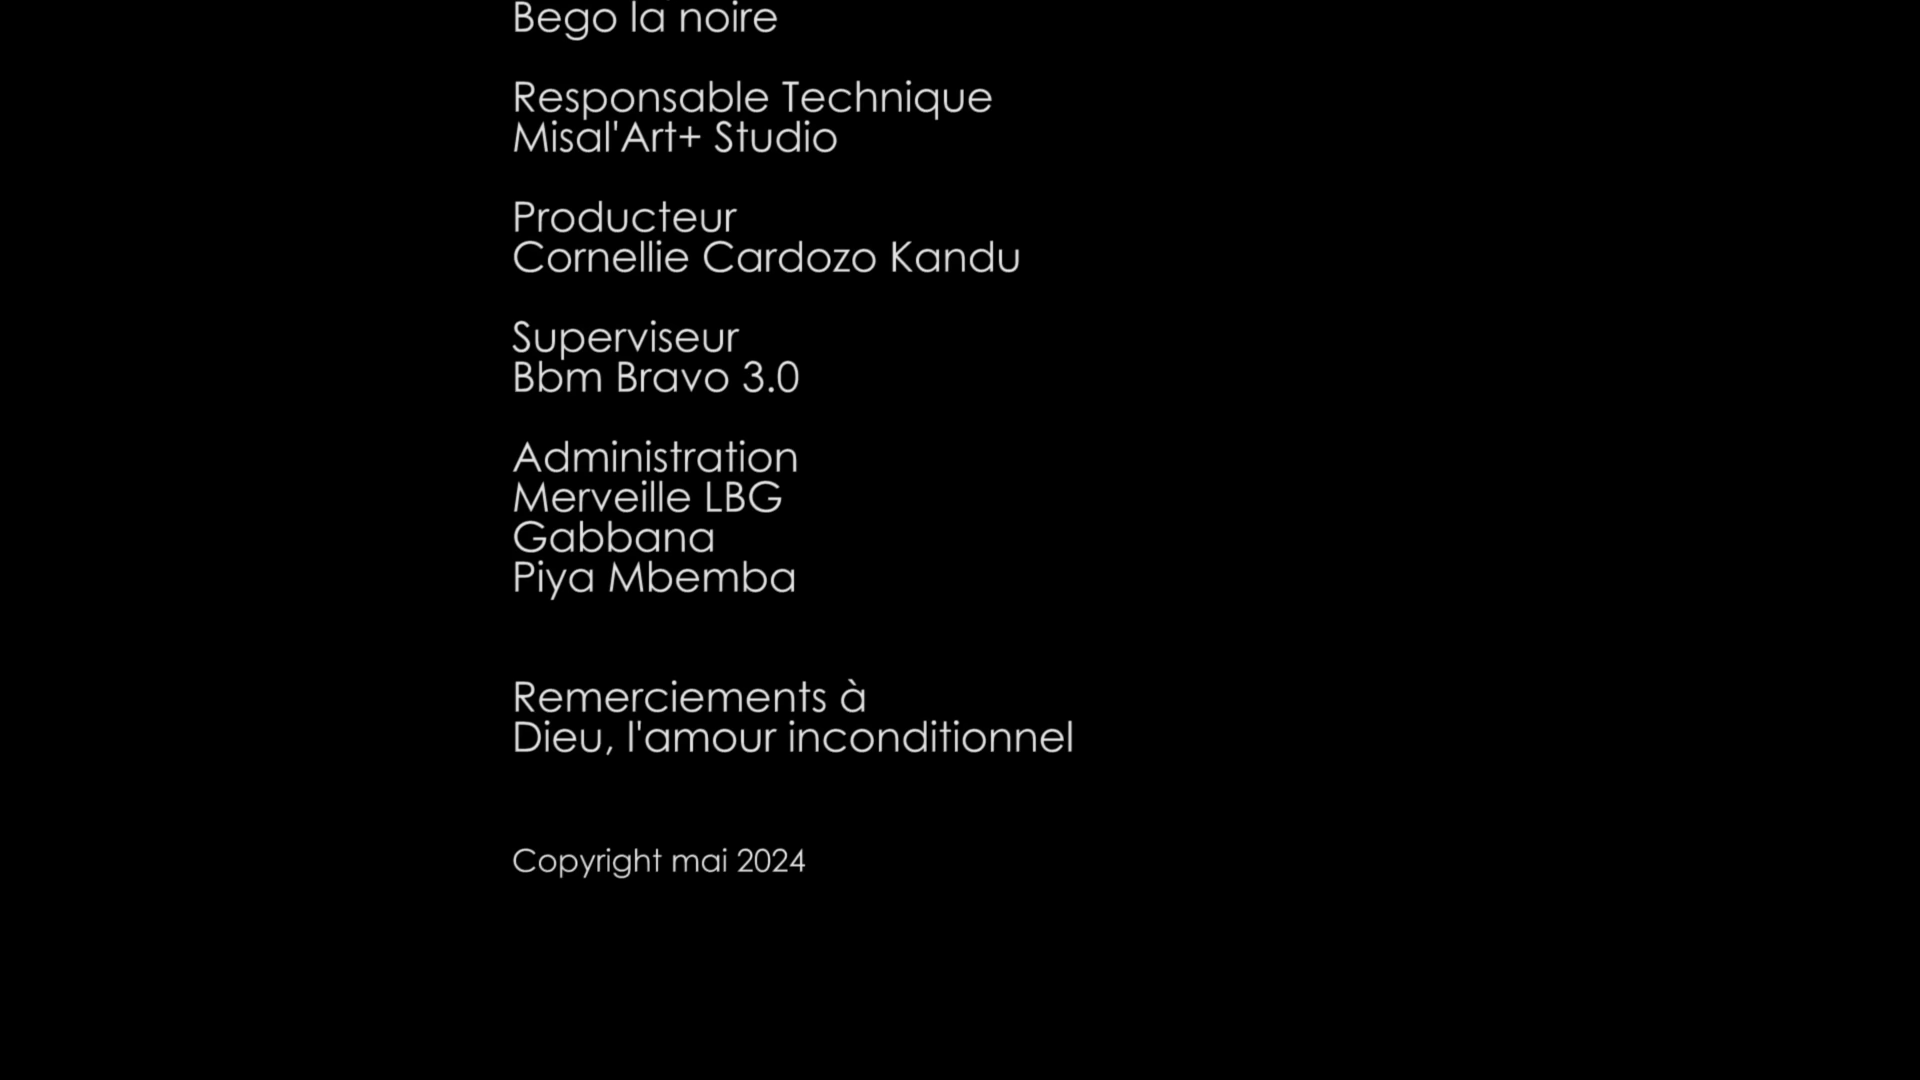 Bego la noire
Responsable Technique
Misal'Art+ Studio
Producteur
Cornellie Cardozo Kandu
Superviseur
Bbm Bravo 3.0
Administration
Merveille LBG
Gabbana
Piya Mbemba
Remerciements à
Dieu, l'amour inconditionnel
Copyright mai 2024